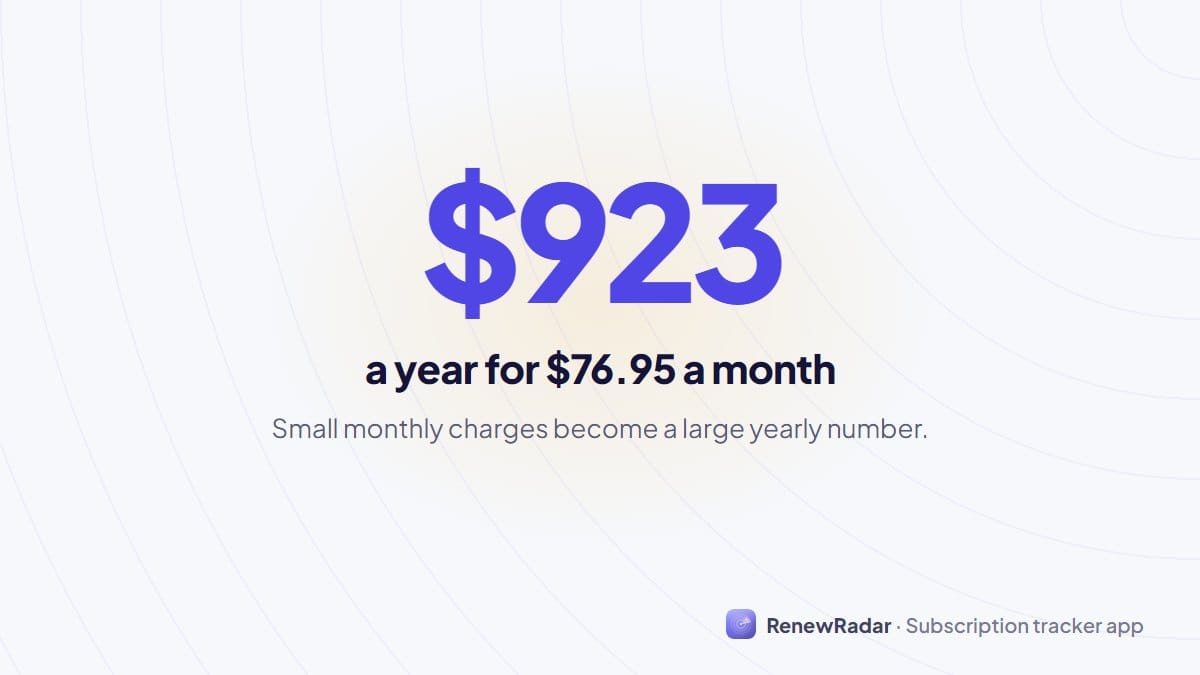 $923
a year for $76.95 a month
Small monthly charges become a large yearly number.
RenewRadar · Subscription tracker app